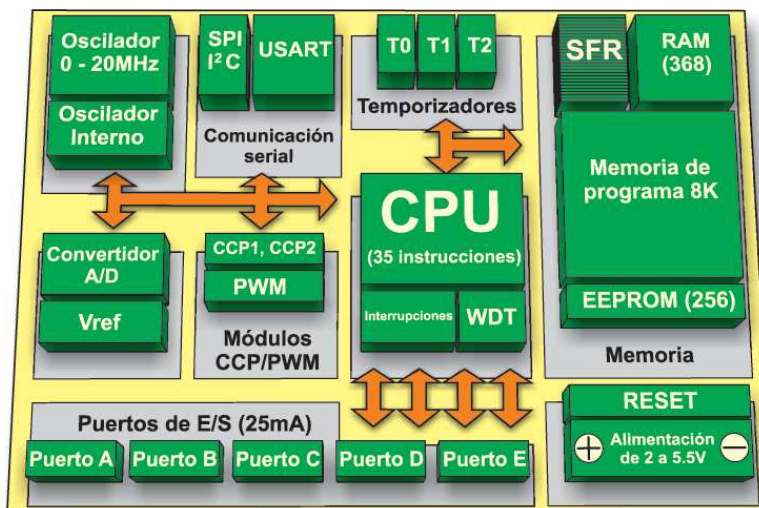 Oscilador
0 - 20MHz
Oscilador
Interno
SPI
I²C
USART
Comunicación
serial
T0
T1
T2
Temporizadores
SFR
RAM
(368)
Memoria de
programa 8K
EEPROM (256)
Memoria
CPU
(35 instrucciones)
Interrupciones
WDT
Convertidor
A/D
Vref
CCP1, CCP2
PWM
Módulos
CCP/PWM
Puertos de E/S (25mA)
Puerto A
Puerto B
Puerto C
Puerto D
Puerto E
RESET
+
Alimentación
de 2 a 5.5V
−